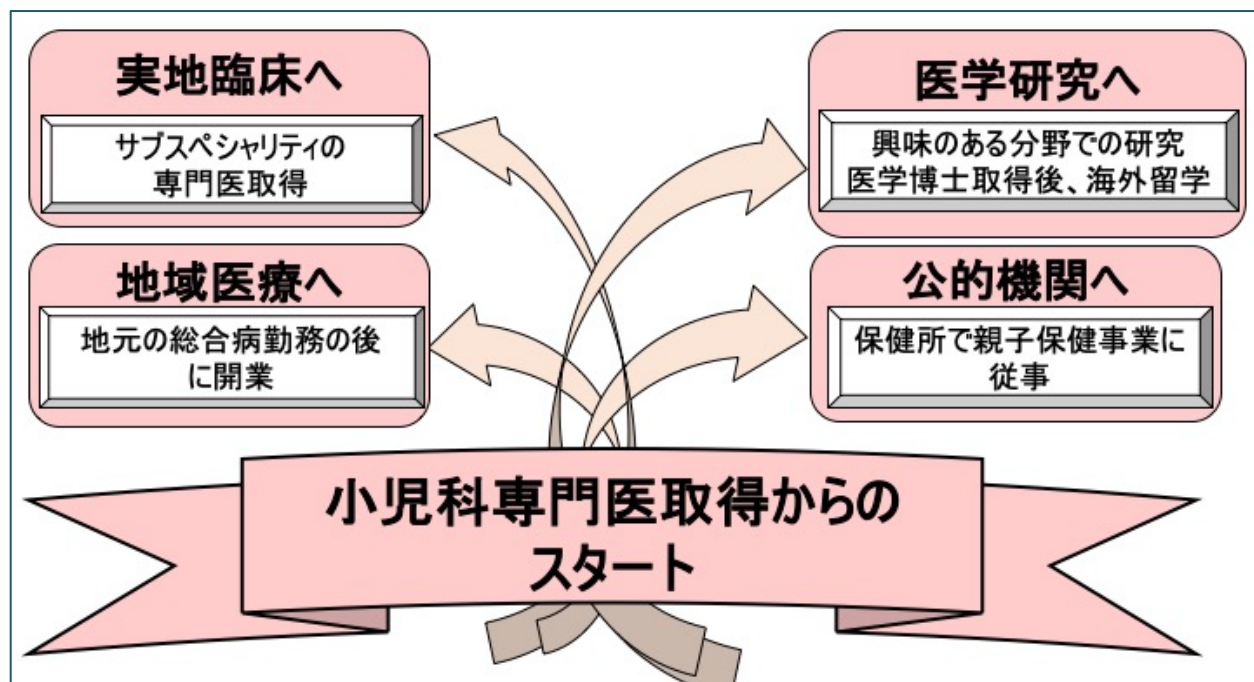 実地臨床へ
サブスペシャリティの
専門医取得
医学研究へ
興味のある分野での研究
医学博士取得後、海外留学
地域医療へ
地元の総合病勤務の後
に開業
公的機関へ
保健所で親子保健事業に
従事
小児科専門医取得からの
スタート